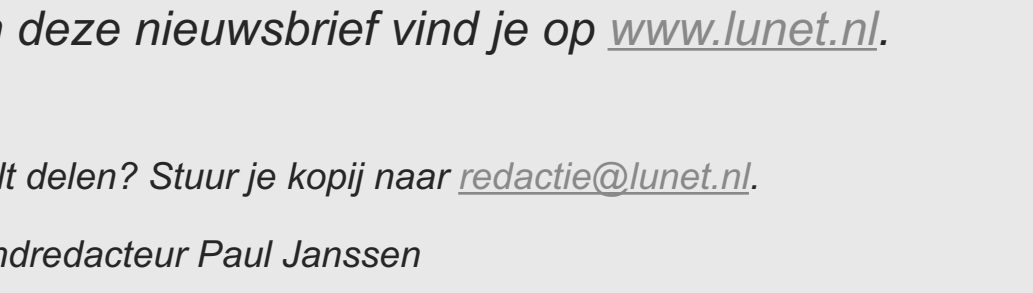 deze nieuwsbrief vind je op www.lunet.nl.
delen? Stuur je kopij naar redactie@lunet.nl.
Paul Janssen